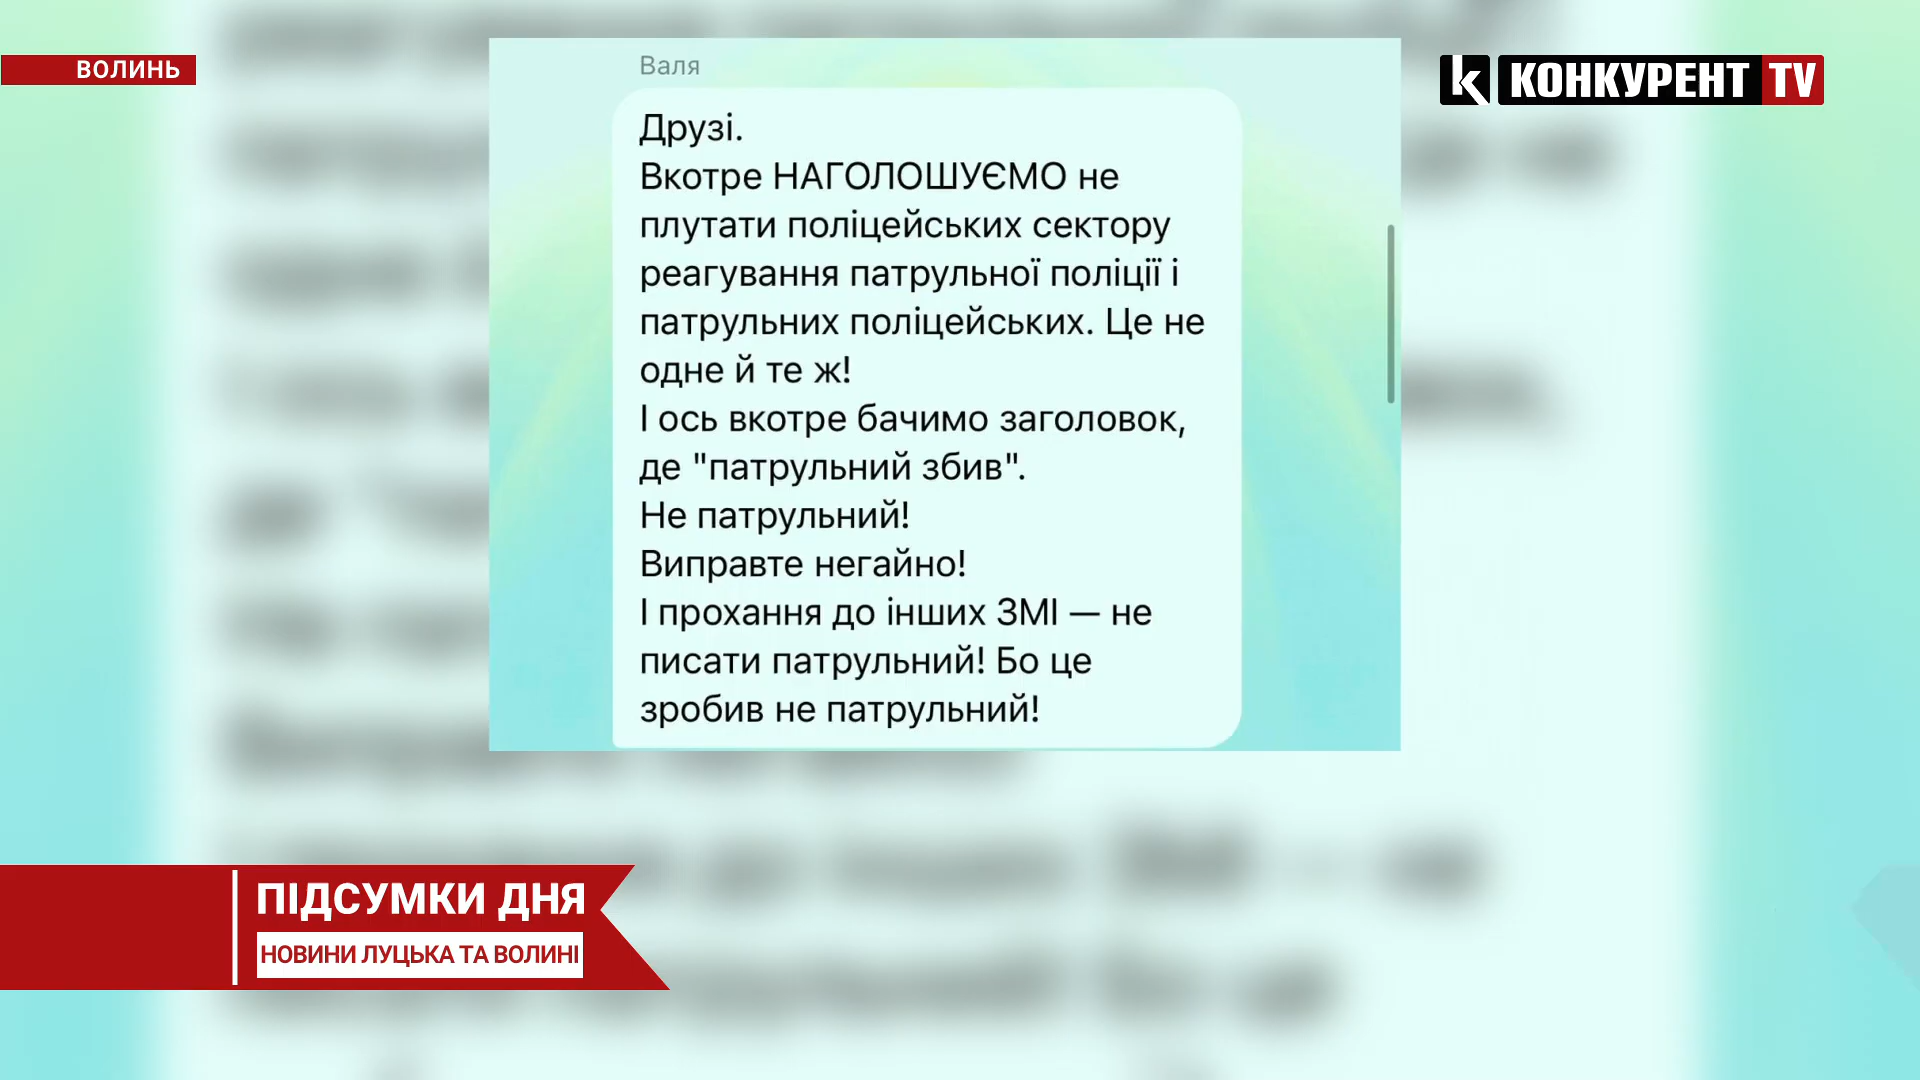 ВОЛИНЬ
k КОНКУРЕНТ TV
Валя
Друзі.
Вкотре НАГОЛОШУЄМО не
плутати поліцейських сектору
реагування патрульної поліції і
патрульних поліцейських. Це не
одне й те ж!
І ось вкотре бачимо заголовок,
де "патрульний збив".
Не патрульний!
Виправте негайно!
І прохання до інших ЗМІ — не
писати патрульний! Бо це
зробив не патрульний!
ПІДСУМКИ ДНЯ
НОВИНИ ЛУЦЬКА ТА ВОЛИНІ